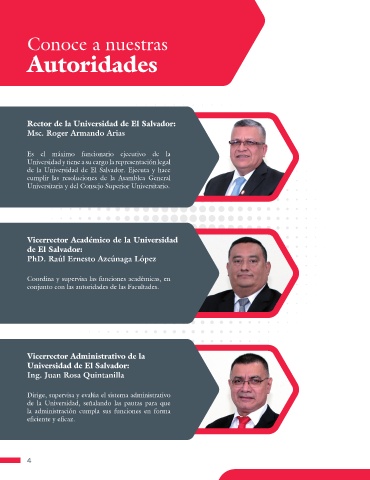 Conoce a nuestras
Autoridades
Rector de la Universidad de El Salvador:
Msc. Roger Armando Arias
Es el máximo funcionario ejecutivo de la
Universidad y tiene a su cargo la representación legal
de la Universidad de El Salvador. Ejecuta y hace
cumplir las resoluciones de la Asamblea General
Universitaria y del Consejo Superior Universitario.
Vicerrector Académico de la Universidad
de El Salvador:
PhD. Raúl Ernesto Azcúnaga López
Coordina y supervisa las funciones académicas, en
conjunto con las autoridades de las Facultades.
Vicerrector Administrativo de la
Universidad de El Salvador:
Ing. Juan Rosa Quintanilla
Dirige, supervisa y evalúa el sistema administrativo
de la Universidad, señalando las pautas para que
la administración cumpla sus funciones en forma
eficiente y eficaz.
4